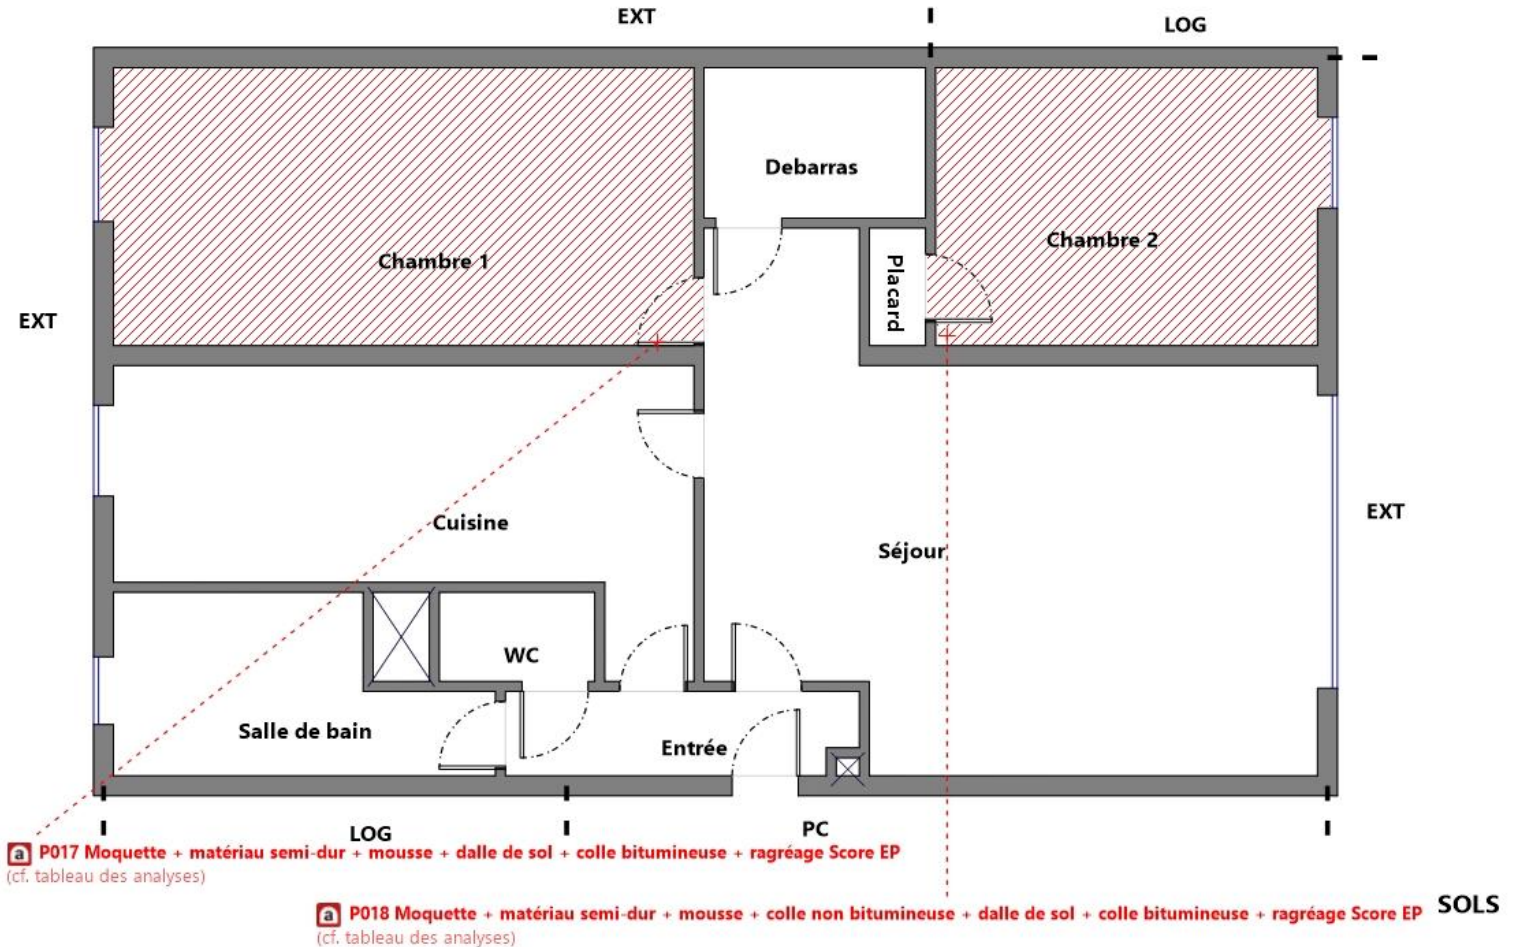 EXT
LOG
Debarras
Chambre 2
Chambre 1
Placard
EXT
EXT
Cuisine
Séjour
WC
Salle de bain
Entrée
LOG
PC
a P017 Moquette + matériau semi-dur + mousse + dalle de sol + colle bitumineuse + ragréage Score EP
(cf. tableau des analyses)
SOLS
a P018 Moquette + matériau semi-dur + mousse + colle non bitumineuse + dalle de sol + colle bitumineuse + ragréage Score EP
(cf. tableau des analyses)